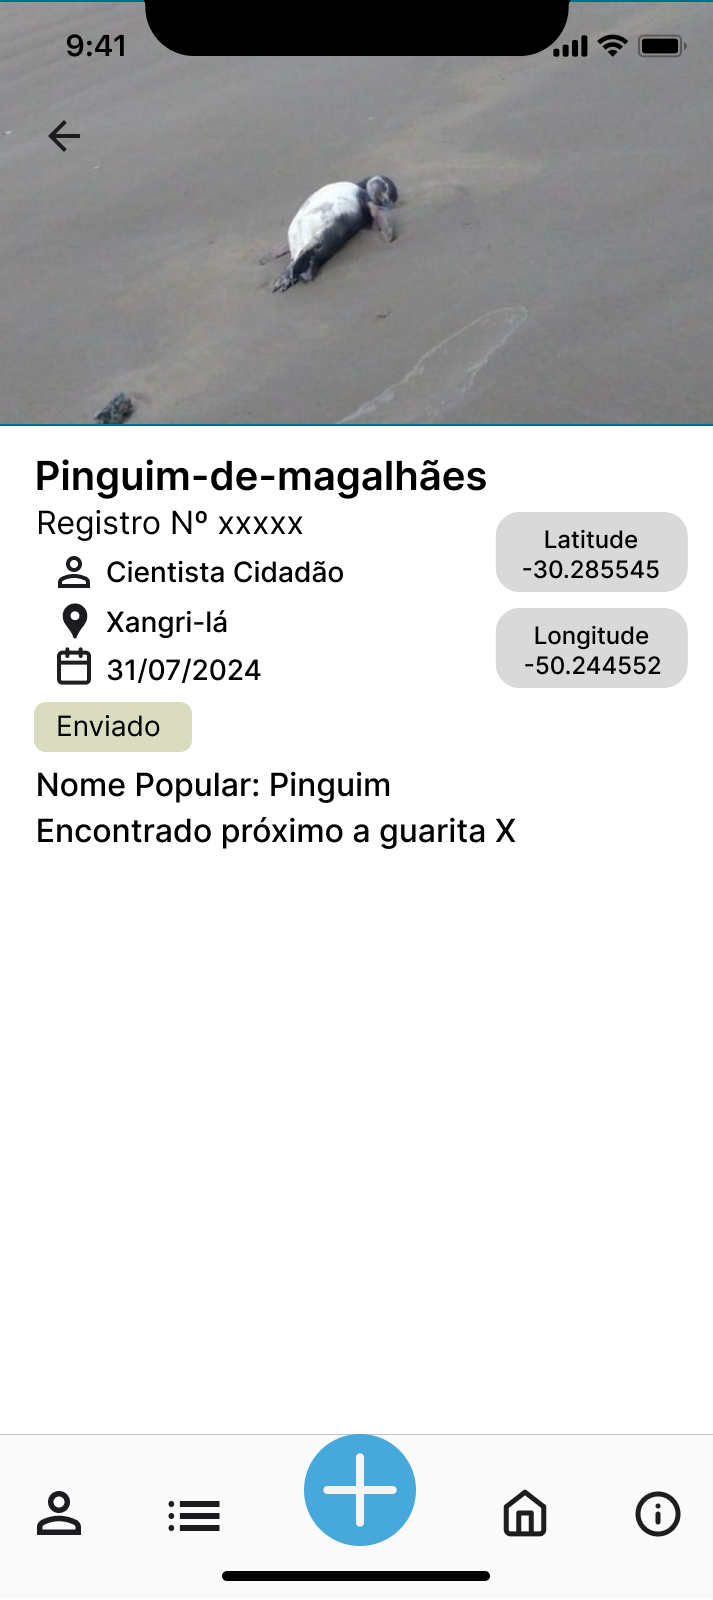 9:41
Pinguim-de-magalhães
Registro Nº xxxxx
Cientista Cidadão
Xangri-lá
31/07/2024
Latitude
-30.285545
Longitude
-50.244552
Enviado
Nome Popular: Pinguim
Encontrado próximo a guarita X